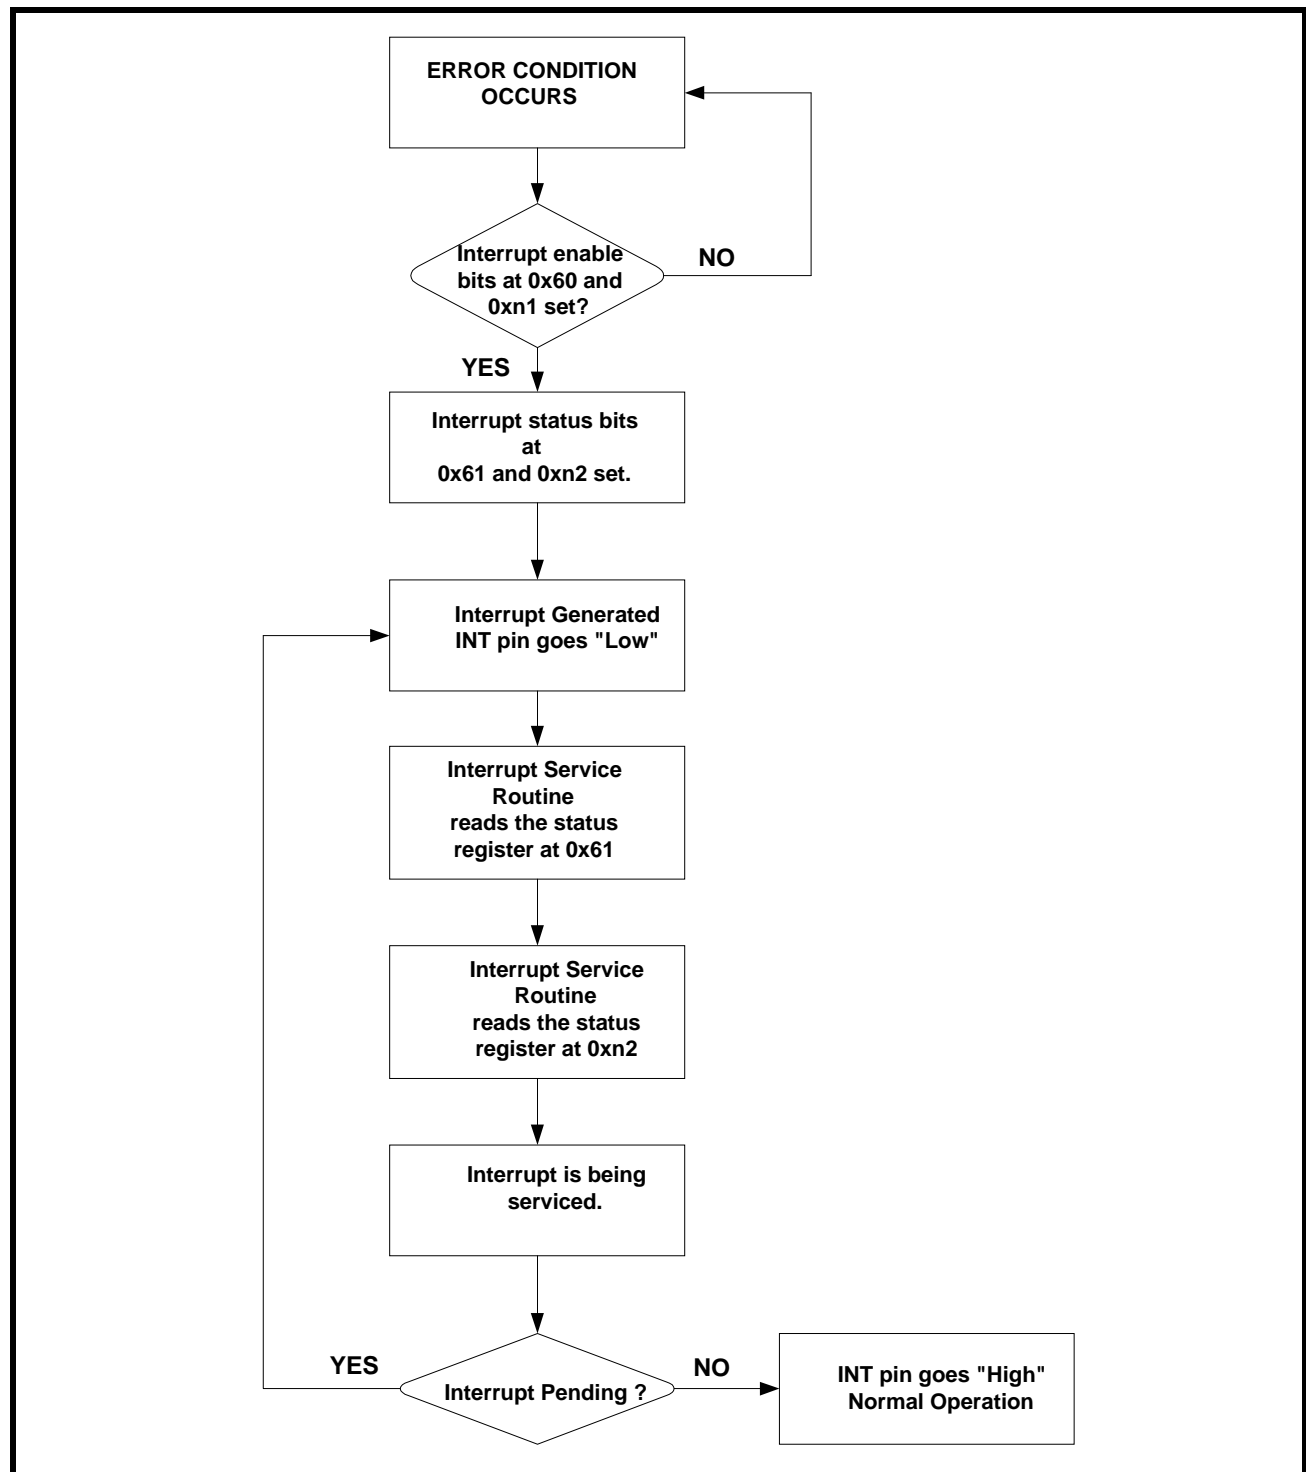 ERROR CONDITION
OCCURS
Interrupt enable
bits at 0x60 and
0xn1 set?
NO
YES
Interrupt status bits
at
0x61 and 0xn2 set.
Interrupt Generated
INT pin goes "Low"
Interrupt Service
Routine
reads the status
register at 0x61
Interrupt Service
Routine
reads the status
register at 0xn2
Interrupt is being
serviced.
YES
Interrupt Pending ?
NO
INT pin goes "High"
Normal Operation